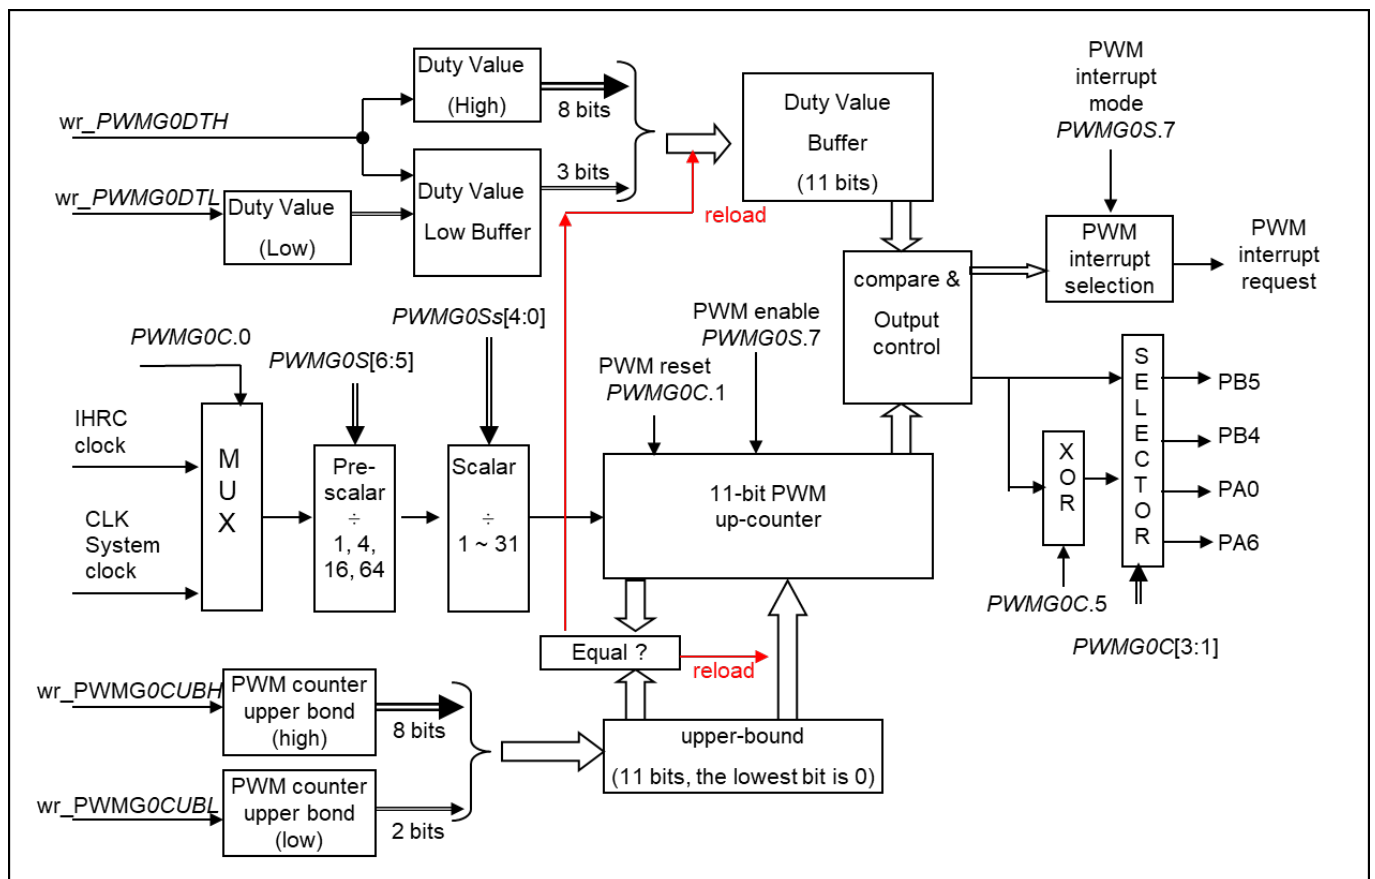 wr_PWMG0DTH
Duty Value
(High)
8 bits
wr_PWMG0DTL
Duty Value
(Low)
Duty Value
Low Buffer
3 bits
reload
Duty Value
Buffer
(11 bits)
PWM
interrupt
mode
PWMG0S.7
PWM
interrupt
selection
PWM
interrupt
request
compare &
Output
control
PWMG0C.0
PWMG0S[6:5]
PWMG0Ss[4:0]
PWM enable
PWMG0S.7
PWM reset
PWMG0C.1
IHRC
clock
CLK
System
clock
M
U
X
Pre-
scalar
÷
1, 4,
16, 64
Scalar
÷
1 ~ 31
11-bit PWM
up-counter
X
O
R
S
E
L
E
C
T
O
R
PB5
PB4
PA0
PA6
PWMG0C.5
PWMG0C[3:1]
Equal ?
reload
wr_PWMG0CUBH
PWM counter
upper bond
(high)
8 bits
wr_PWMG0CUBL
PWM counter
upper bond
(low)
2 bits
upper-bound
(11 bits, the lowest bit is 0)